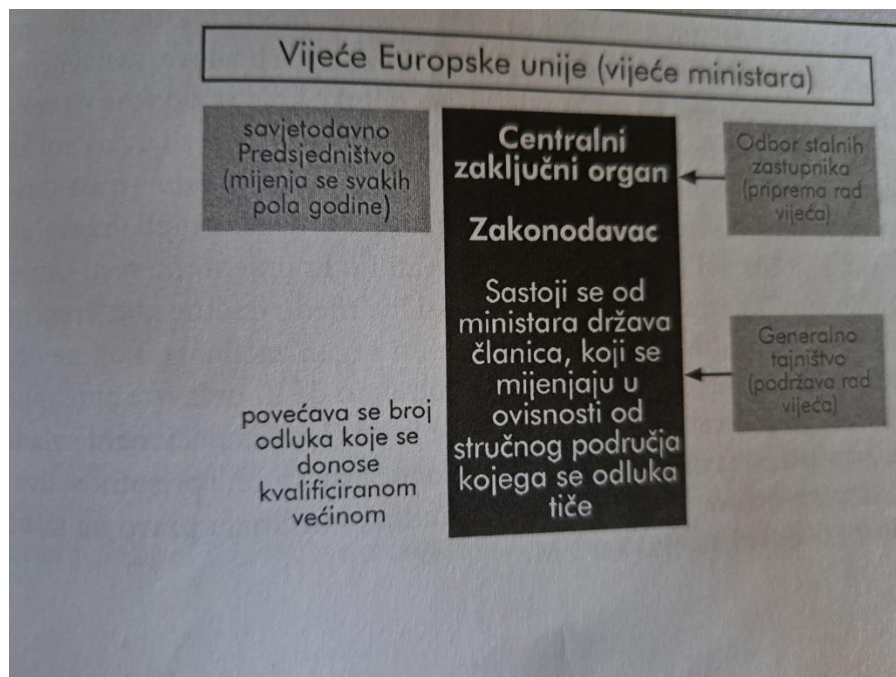 Vijeće Europske unije (vijeće ministara)
savjetodavno
Predsjedništvo
(mijenja se svakih
pola godine)
Centralni
zaključni organ
Zakonodavac
Sastoji se od
ministara država
članica, koji se
mijenjaju u
ovisnosti od
stručnog područja
kojega se odluka
tiče
Odbor stalnih
zastupnika
(priprema rad
vijeća)
Generalno
tajništvo
(podržava rad
vijeća)
povećava se broj
odluka koje se
donose
kvalificiranom
većinom